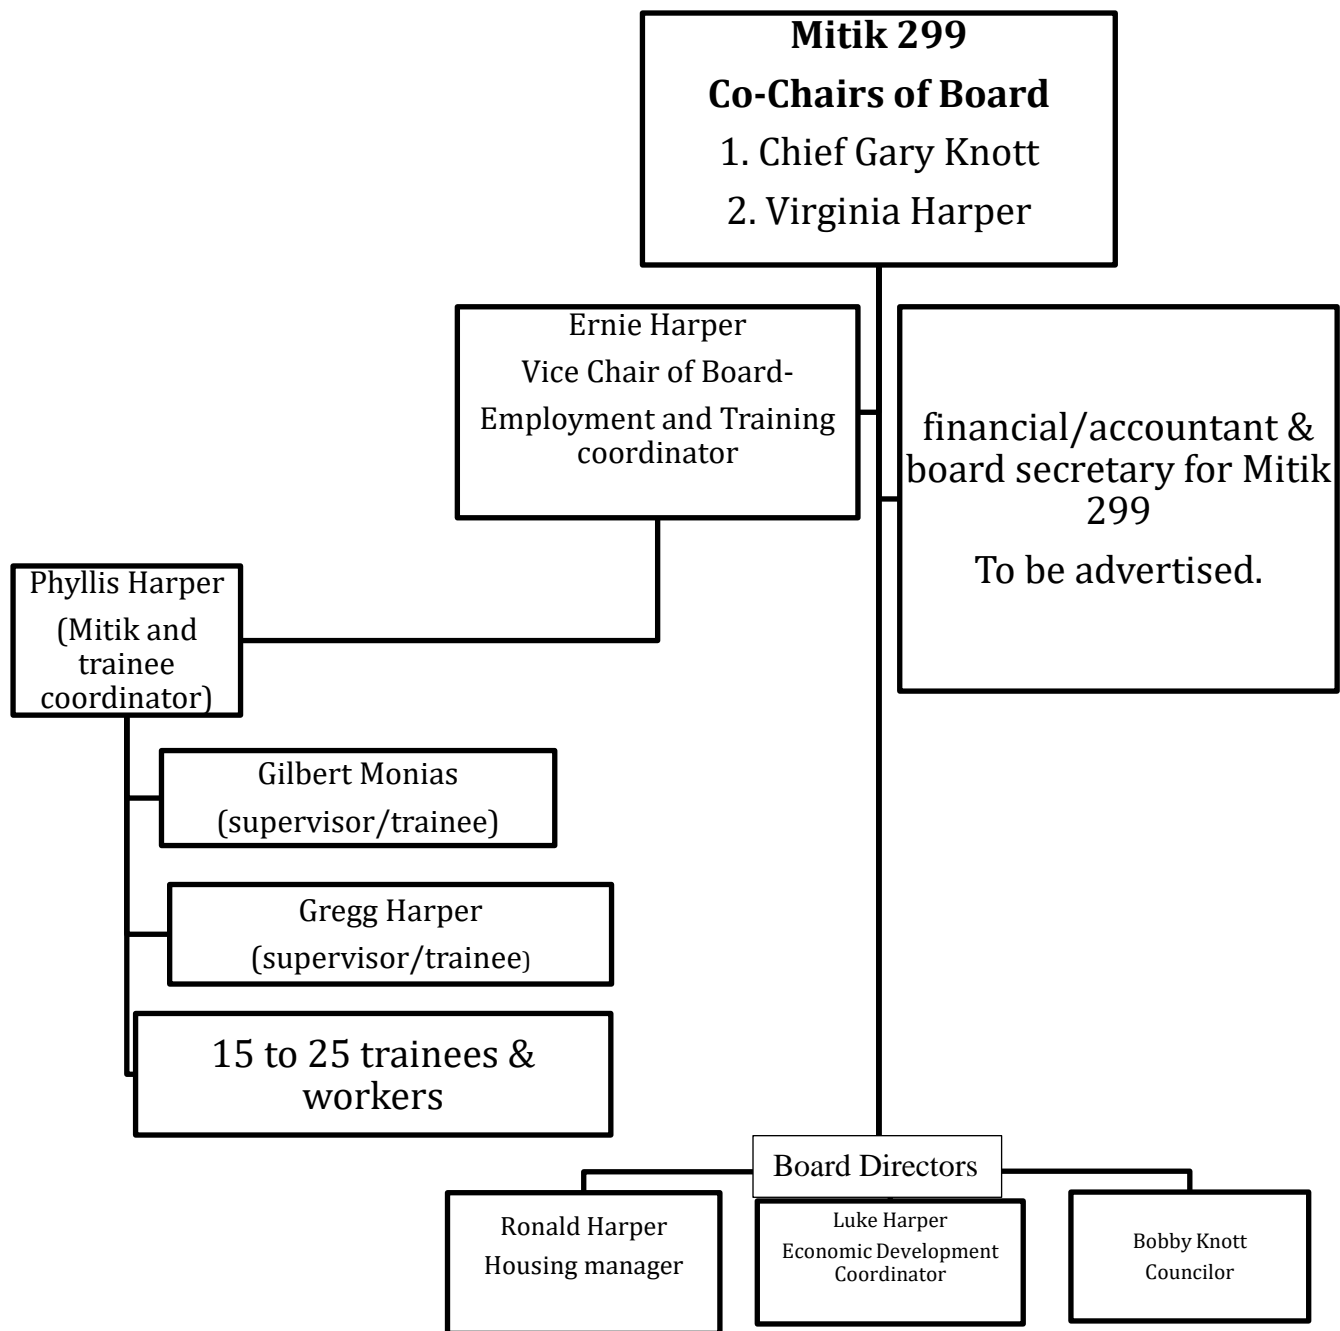 Mitik 299
Co-Chairs of Board
1. Chief Gary Knott
2. Virginia Harper
Ernie Harper
Vice Chair of Board-
Employment and Training
coordinator
financial/accountant &
board secretary for Mitik
299
To be advertised.
Phyllis Harper
(Mitik and
trainee
coordinator)
Gilbert Monias
(supervisor/trainee)
Gregg Harper
(supervisor/trainee)
15 to 25 trainees &
workers
Board Directors
Ronald Harper
Housing manager
Luke Harper
Economic Development
Coordinator
Bobby Knott
Councilor